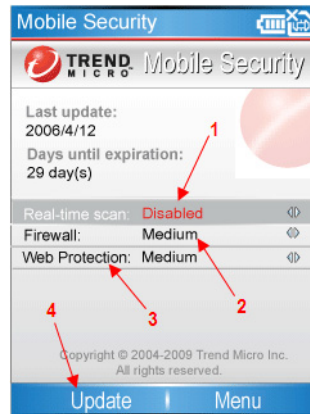 Mobile Security
TREND MICRO Mobile Security
Last update:
2006/4/12
Days until expiration:
29 day(s)
1
Real-time scan: Disabled
Firewall: Medium
Web Protection: Medium
2
3
4
Copyright © 2004-2009 Trend Micro Inc.
All rights reserved.
Update Menu